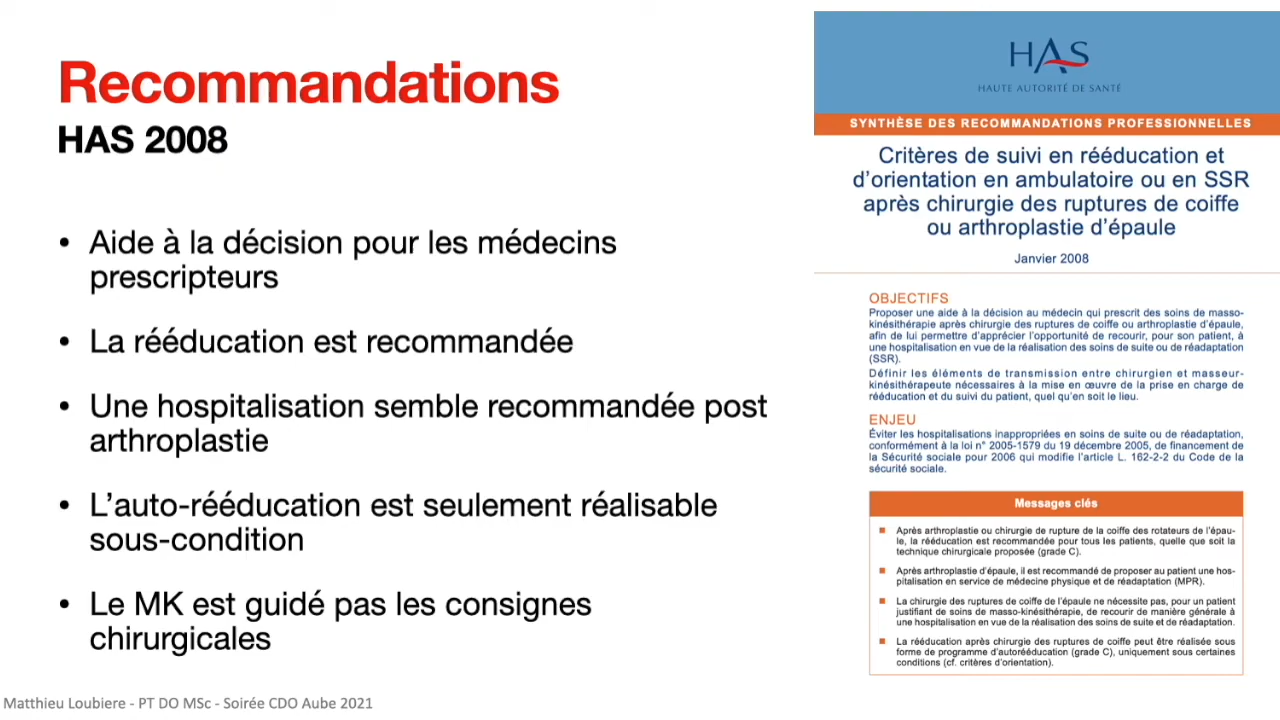 Recommandations
HAS 2008
• Aide à la décision pour les médecins
prescripteurs
• La rééducation est recommandée
• Une hospitalisation semble recommandée post
arthroplastie
• L’auto-rééducation est seulement réalisable
sous-condition
• Le MK est guidé pas les consignes
chirurgicales
Matthieu Loubiere - PT DO MSc - Soirée CDO Aube 2021
HAS
HAUTE AUTORITÉ DE SANTÉ
SYNTHÈSE DES RECOMMANDATIONS PROFESSIONNELLES
Critères de suivi en rééducation et
d’orientation en ambulatoire ou en SSR
après chirurgie des ruptures de coiffe
ou arthroplastie d’épaule
Janvier 2008
OBJECTIFS
Proposer une aide à la décision au médecin qui prescrit des soins de masso-
kinésithérapie après chirurgie des ruptures de coiffe ou arthroplastie d’épaule,
afin de lui permettre d’apprécier l’opportunité de recourir, pour son patient, à
une hospitalisation en vue de la réalisation des soins de suite ou de réadaptation
(SSR).
Définir les éléments de transmission entre chirurgien et masseur-
kinésithérapeute nécessaires à la mise en œuvre de la prise en charge de
rééducation et du suivi du patient, quel qu’en soit le lieu.
ENJEU
Éviter les hospitalisations inappropriées en soins de suite ou de réadaptation,
conformément à la loi n° 2005-1579 du 19 décembre 2005, de financement de
la Sécurité sociale pour 2006 qui modifie l’article L. 162-2-2 du Code de la
sécurité sociale.
Messages clés
Après arthroplastie ou chirurgie de rupture de la coiffe des rotateurs de l’épau-
le, la rééducation est recommandée pour tous les patients, quelle que soit la
technique chirurgicale proposée (grade C).
Après arthroplastie d’épaule, il est recommandé de proposer au patient une hos-
pitalisation en service de médecine physique et de réadaptation (MPR).
La chirurgie des ruptures de coiffe de l’épaule ne nécessite pas, pour un patient
justifiant de soins de masso-kinésithérapie, de recourir de manière générale à
une hospitalisation en vue de la réalisation des soins de suite et de réadaptation.
La rééducation après chirurgie des ruptures de coiffe peut être réalisée sous
forme de programme d’autorééducation (grade C), uniquement sous certaines
conditions (cf. critères d’orientation).